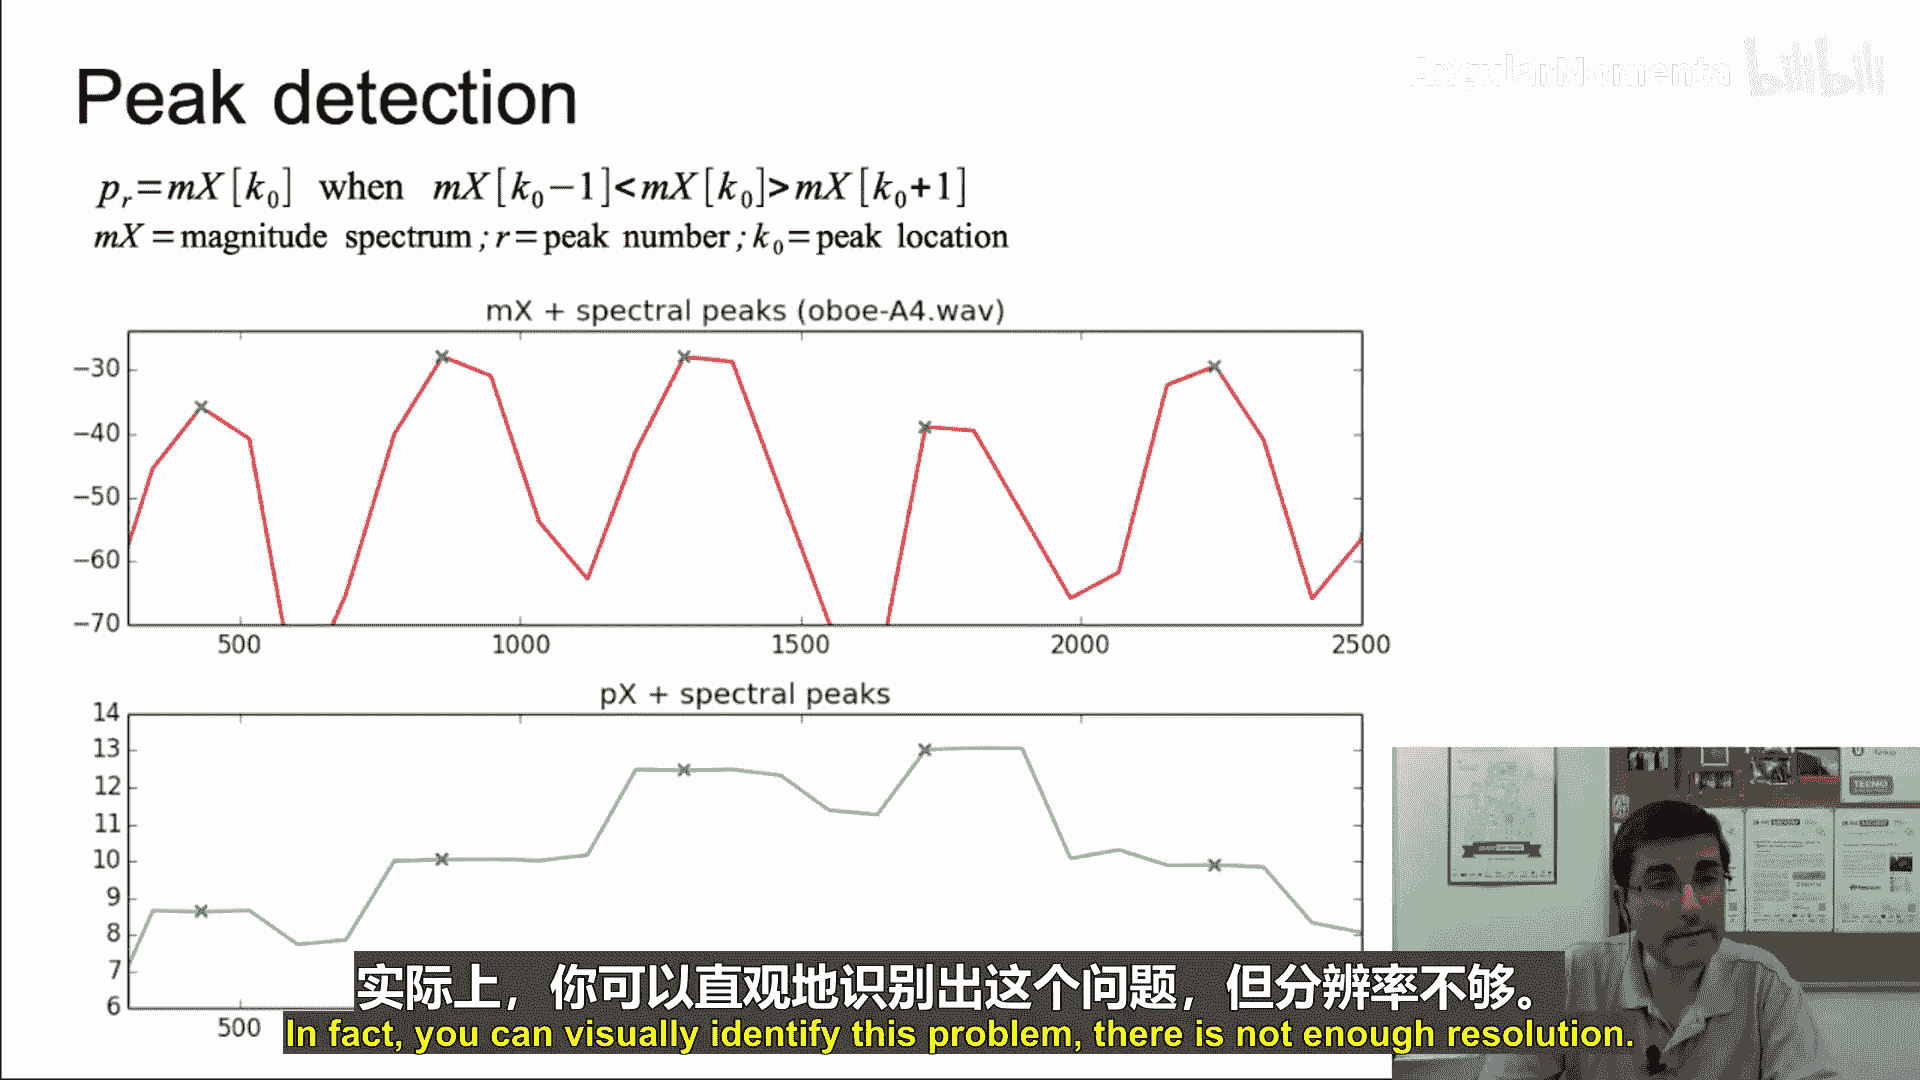 Peak detection
AngularMomenta bilibili
p_r=mX[k_0] when mX[k_0−1]<mX[k_0]>mX[k_0+1]
mX=magnitude spectrum; r=peak number; k_0=peak location
mX + spectral peaks (oboe-A4.wav)
−30
−40
−50
−60
−70
500 1000 1500 2000 2500
pX + spectral peaks
14
13
12
11
10
9
8
7
6
500
TECNIO
实际上，你可以直观地识别出这个问题，但分辨率不够。
In fact, you can visually identify this problem, there is not enough resolution.